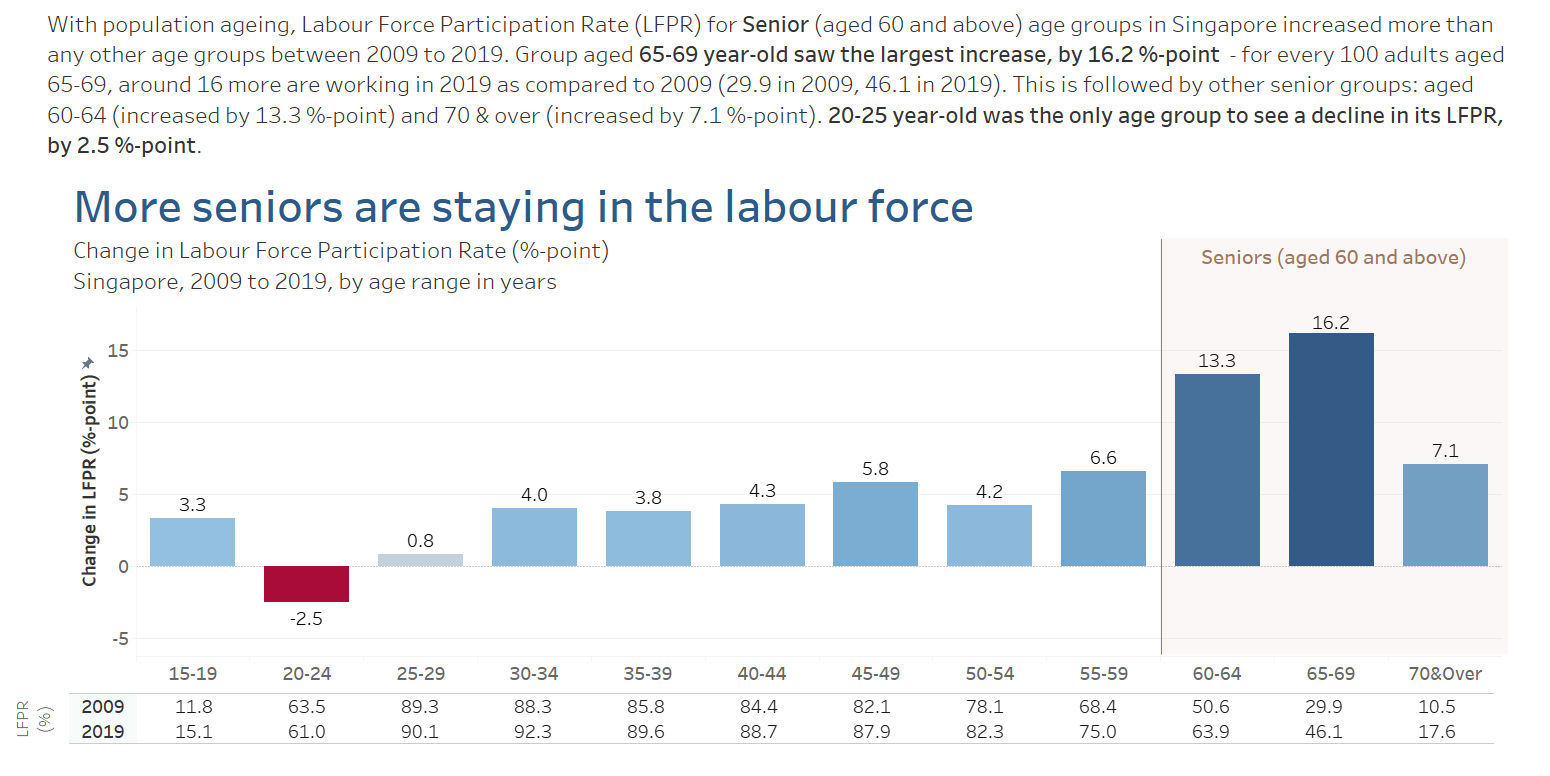 With population ageing, Labour Force Participation Rate (LFPR) for Senior (aged 60 and above) age groups in Singapore increased more than
any other age groups between 2009 to 2019. Group aged 65-69 year-old saw the largest increase, by 16.2 %-point - for every 100 adults aged
65-69, around 16 more are working in 2019 as compared to 2009 (29.9 in 2009, 46.1 in 2019). This is followed by other senior groups: aged
60-64 (increased by 13.3 %-point) and 70 & over (increased by 7.1 %-point). 20-25 year-old was the only age group to see a decline in its LFPR,
by 2.5 %-point.
More seniors are staying in the labour force
Change in Labour Force Participation Rate (%-point)
Singapore, 2009 to 2019, by age range in years
Seniors (aged 60 and above)
Change in LFPR (%-point)
15
10
5
0
-5
3.3
-2.5
0.8
4.0
3.8
4.3
5.8
4.2
6.6
13.3
16.2
7.1
15-19 20-24 25-29 30-34 35-39 40-44 45-49 50-54 55-59 60-64 65-69 70&Over
LFPR
(%)
2009 11.8 63.5 89.3 88.3 85.8 84.4 82.1 78.1 68.4 50.6 29.9 10.5
2019 15.1 61.0 90.1 92.3 89.6 88.7 87.9 82.3 75.0 63.9 46.1 17.6